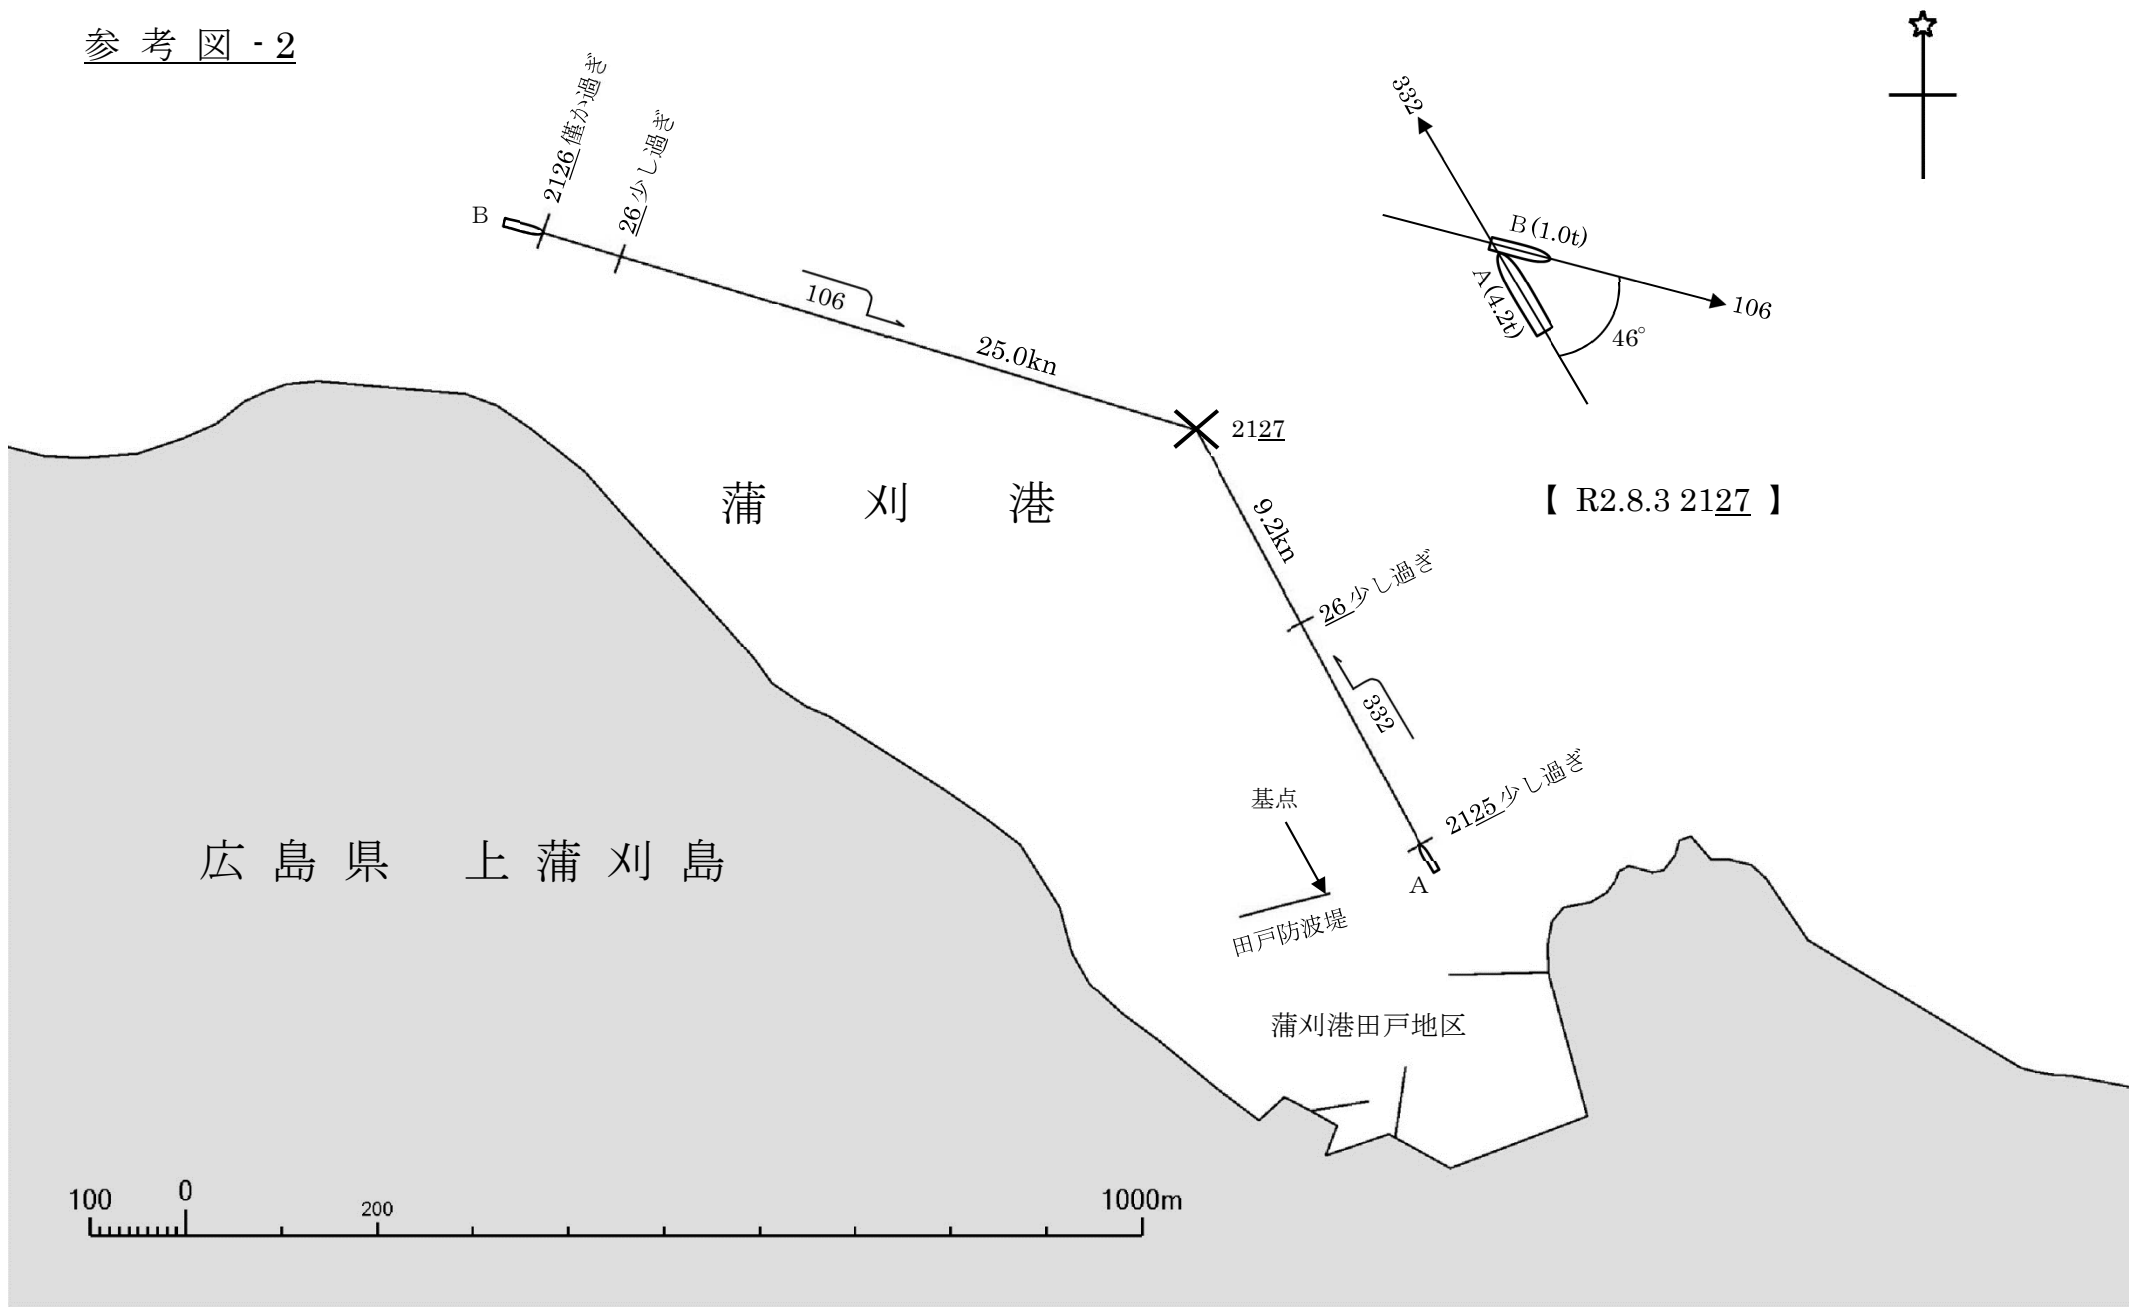 参考図-2
2126僅か過ぎ
26少し過ぎ
B
106
25.0kn
332
B(1.0t)
A(4.2t)
106
46°
2127
【 R2.8.3 2127 】
蒲刈港
9.2kn
26少し過ぎ
332
2125少し過ぎ
基点
A
田戸防波堤
広島県 上蒲刈島
蒲刈港田戸地区
100 0 200 1000m